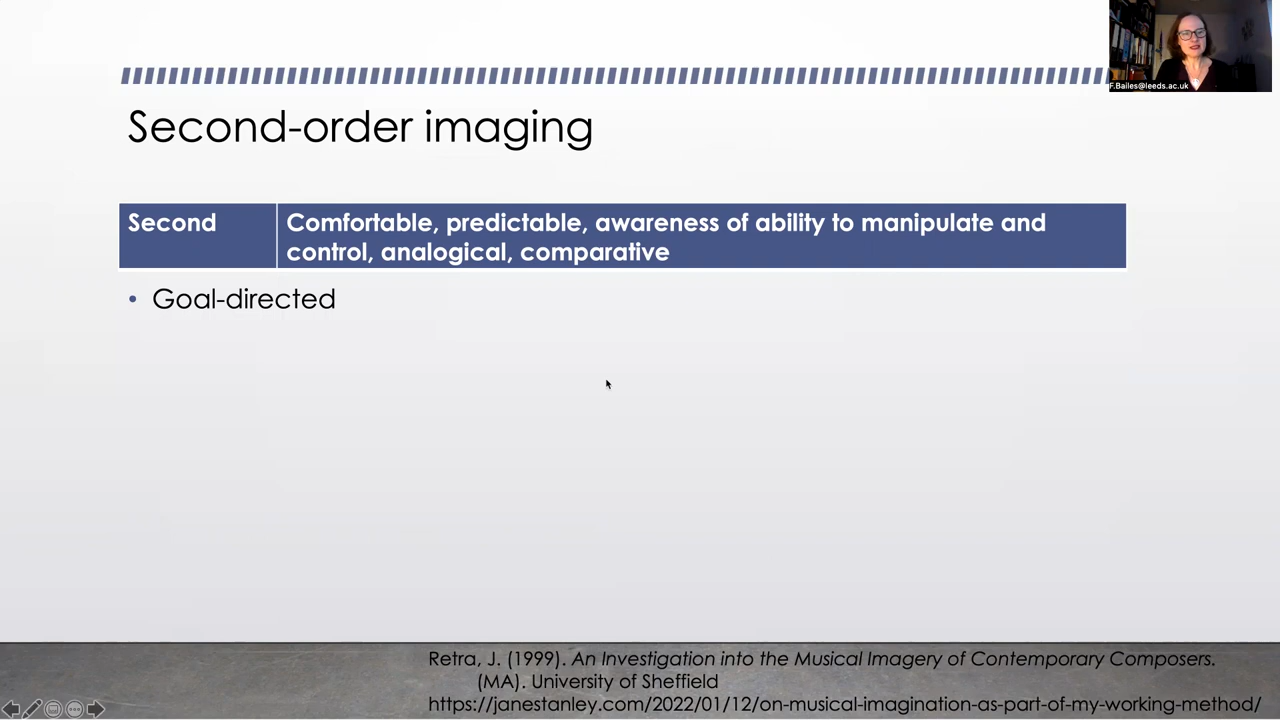 F.Bailes@leeds.ac.uk
Second-order imaging
Second
Comfortable, predictable, awareness of ability to manipulate and
control, analogical, comparative
• Goal-directed
Retra, J. (1999). An Investigation into the Musical Imagery of Contemporary Composers.
(MA). University of Sheffield
https://janestanley.com/2022/01/12/on-musical-imagination-as-part-of-my-working-method/